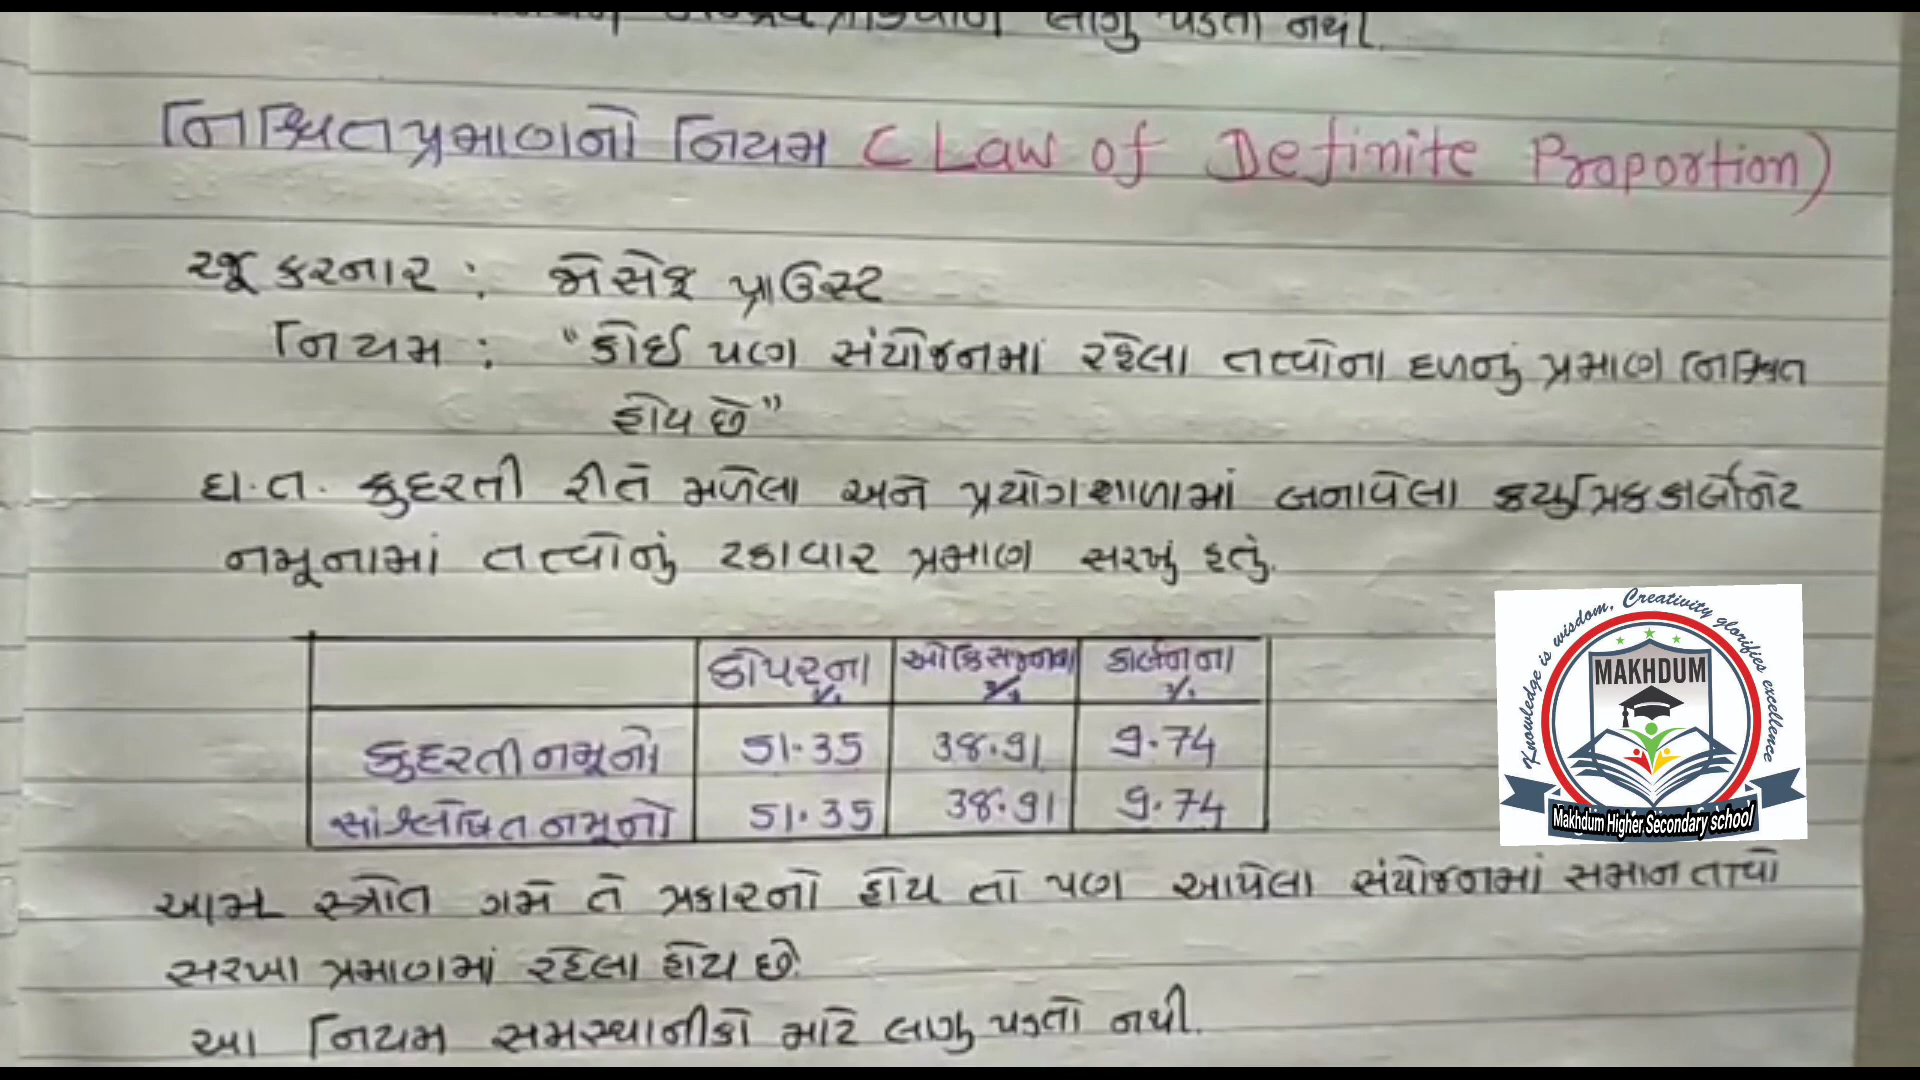 લાગુ પડતો નથી.
નિશ્ચિતપ્રમાણનો નિયમ ( Law of Definite Proportion)
રજૂ કરનાર : જોસેફ પ્રાઉસ્ટ
નિયમ : "કોઈ પણ સંયોજનમાં રહેલા તત્ત્વોના દળનું પ્રમાણ નિશ્ચિત
હોય છે"
દા.ત. કુદરતી રીતે મળેલા અને પ્રયોગશાળામાં બનાવેલા ક્યુપ્રિક કાર્બોનેટ
નમૂનામાં તત્ત્વોનું ટકાવાર પ્રમાણ સરખું હતું.
કોપરના % ઓક્સિજનના % કાર્બનના %
કુદરતી નમૂનો 51.35 38.91 9.74
સાંશ્લેષિત નમૂનો 51.35 38.91 9.74
આમ સ્ત્રોત ગમે તે પ્રકારનો હોય તો પણ આપેલા સંયોજનમાં સમાન તત્વો
સરખા પ્રમાણમાં રહેલા હોય છે.
આ નિયમ સમસ્થાનીકો માટે લાગુ પડતો નથી.
Knowledge is wisdom, Creativity glorifies excellence
MAKHDUM
Makhdum Higher Secondary school